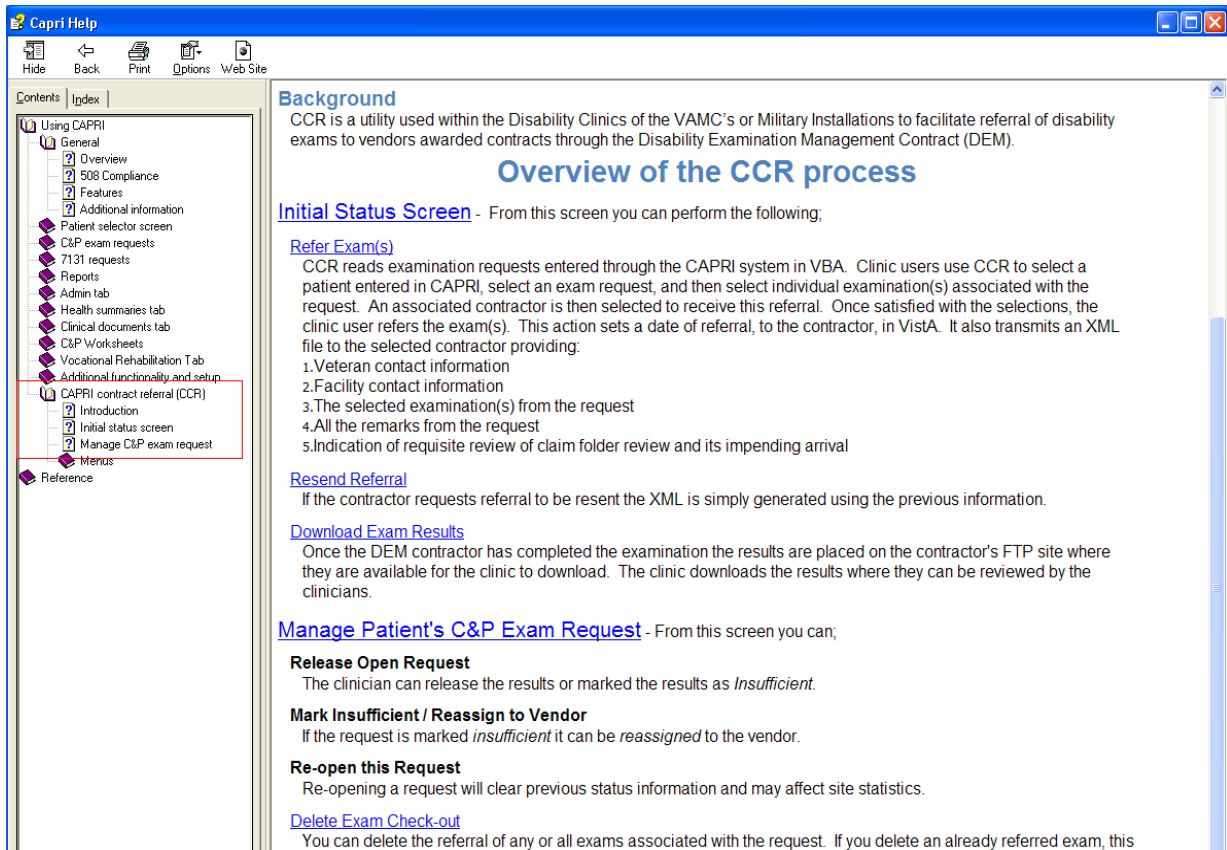 Capri Help
Hide Back Print Options Web Site
Contents Index
Using CAPRI
General
Overview
508 Compliance
Features
Additional information
Patient selector screen
C&P exam requests
7131 requests
Reports
Admin tab
Health summaries tab
Clinical documents tab
C&P Worksheets
Vocational Rehabilitation Tab
Additional functionality and setup
CAPRI contract referral (CCR)
Introduction
Initial status screen
Manage C&P exam request
Menus
Reference
Background
CCR is a utility used within the Disability Clinics of the VAMC's or Military Installations to facilitate referral of disability
exams to vendors awarded contracts through the Disability Examination Management Contract (DEM).
Overview of the CCR process
Initial Status Screen - From this screen you can perform the following;
Refer Exam(s)
CCR reads examination requests entered through the CAPRI system in VBA. Clinic users use CCR to select a
patient entered in CAPRI, select an exam request, and then select individual examination(s) associated with the
request. An associated contractor is then selected to receive this referral. Once satisfied with the selections, the
clinic user refers the exam(s). This action sets a date of referral, to the contractor, in VistA. It also transmits an XML
file to the selected contractor providing:
1.Veteran contact information
2.Facility contact information
3.The selected examination(s) from the request
4.All the remarks from the request
5.Indication of requisite review of claim folder review and its impending arrival
Resend Referral
If the contractor requests referral to be resent the XML is simply generated using the previous information.
Download Exam Results
Once the DEM contractor has completed the examination the results are placed on the contractor's FTP site where
they are available for the clinic to download. The clinic downloads the results where they can be reviewed by the
clinicians.
Manage Patient's C&P Exam Request - From this screen you can;
Release Open Request
The clinician can release the results or marked the results as Insufficient.
Mark Insufficient / Reassign to Vendor
If the request is marked insufficient it can be reassigned to the vendor.
Re-open this Request
Re-opening a request will clear previous status information and may affect site statistics.
Delete Exam Check-out
You can delete the referral of any or all exams associated with the request. If you delete an already referred exam, this